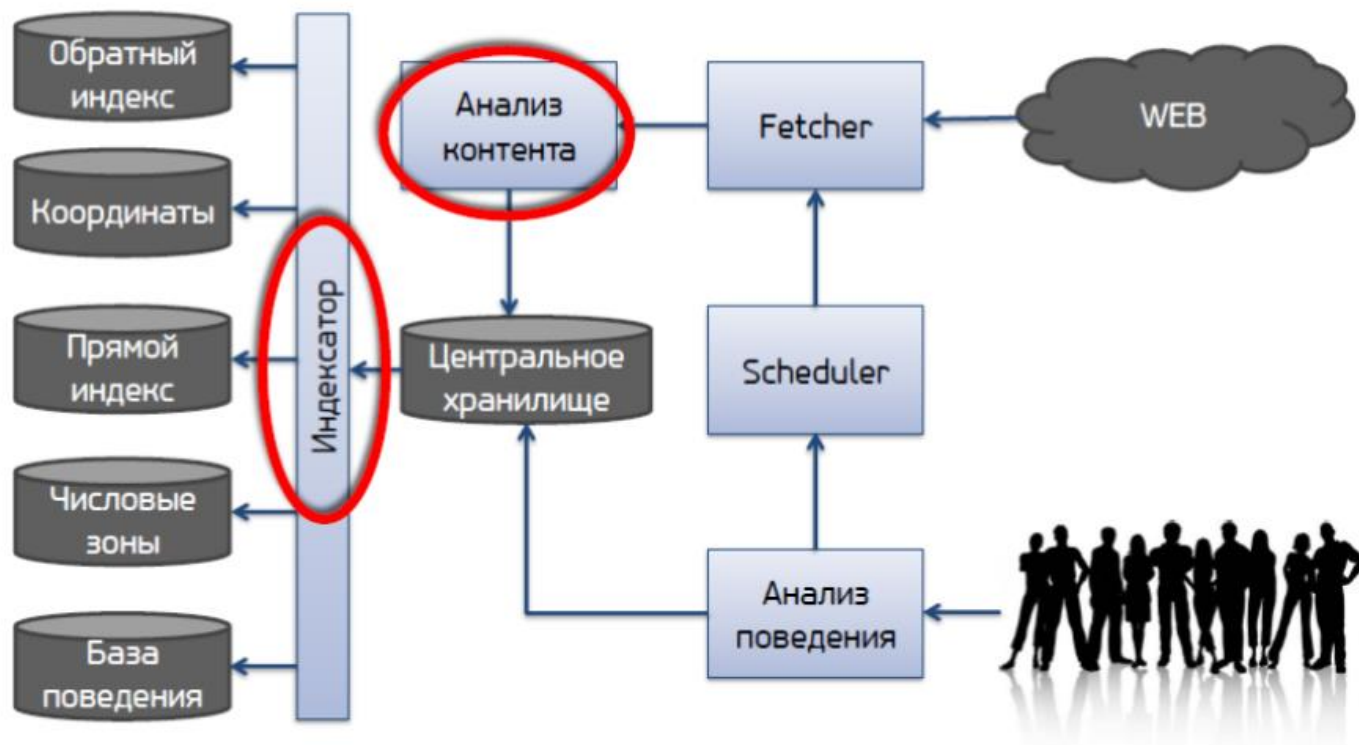 Обратный
индекс
Координаты
Прямой
индекс
Числовые
зоны
База
поведения
Индексатор
Анализ
контента
Центральное
хранилище
Fetcher
Scheduler
Анализ
поведения
WEB